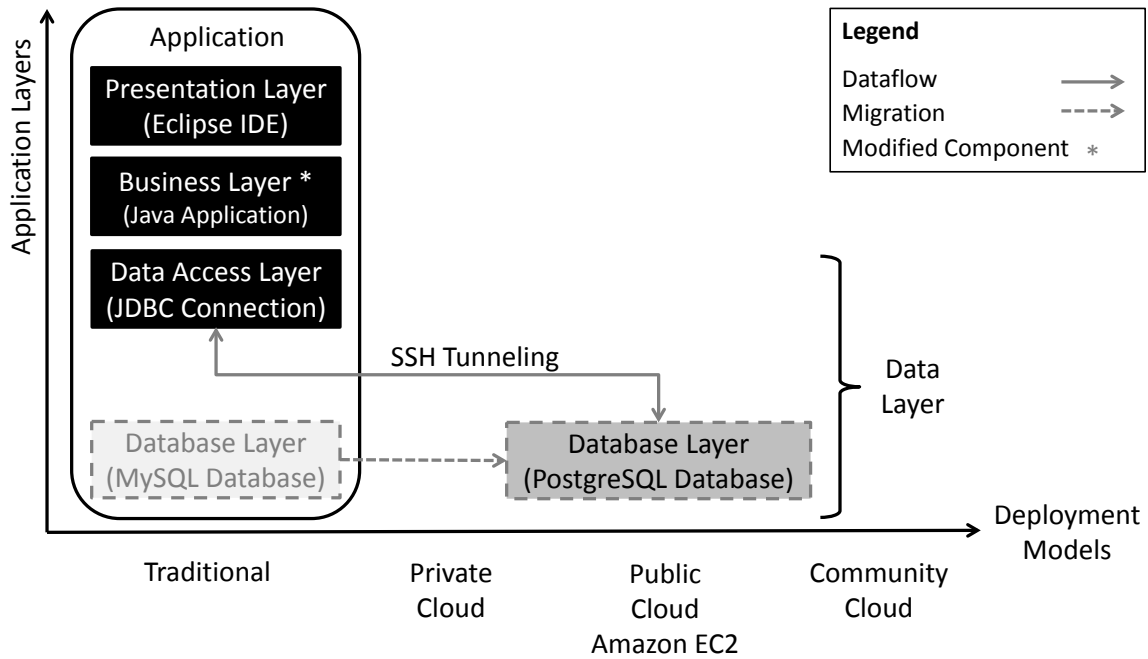 Application Layers
Application
Presentation Layer
(Eclipse IDE)
Business Layer *
(Java Application)
Data Access Layer
(JDBC Connection)
SSH Tunneling
Database Layer
(MySQL Database)
Database Layer
(PostgreSQL Database)
Data
Layer
Legend
Dataflow
Migration
Modified Component *
Deployment
Models
Traditional
Private
Cloud
Public
Cloud
Amazon EC2
Community
Cloud